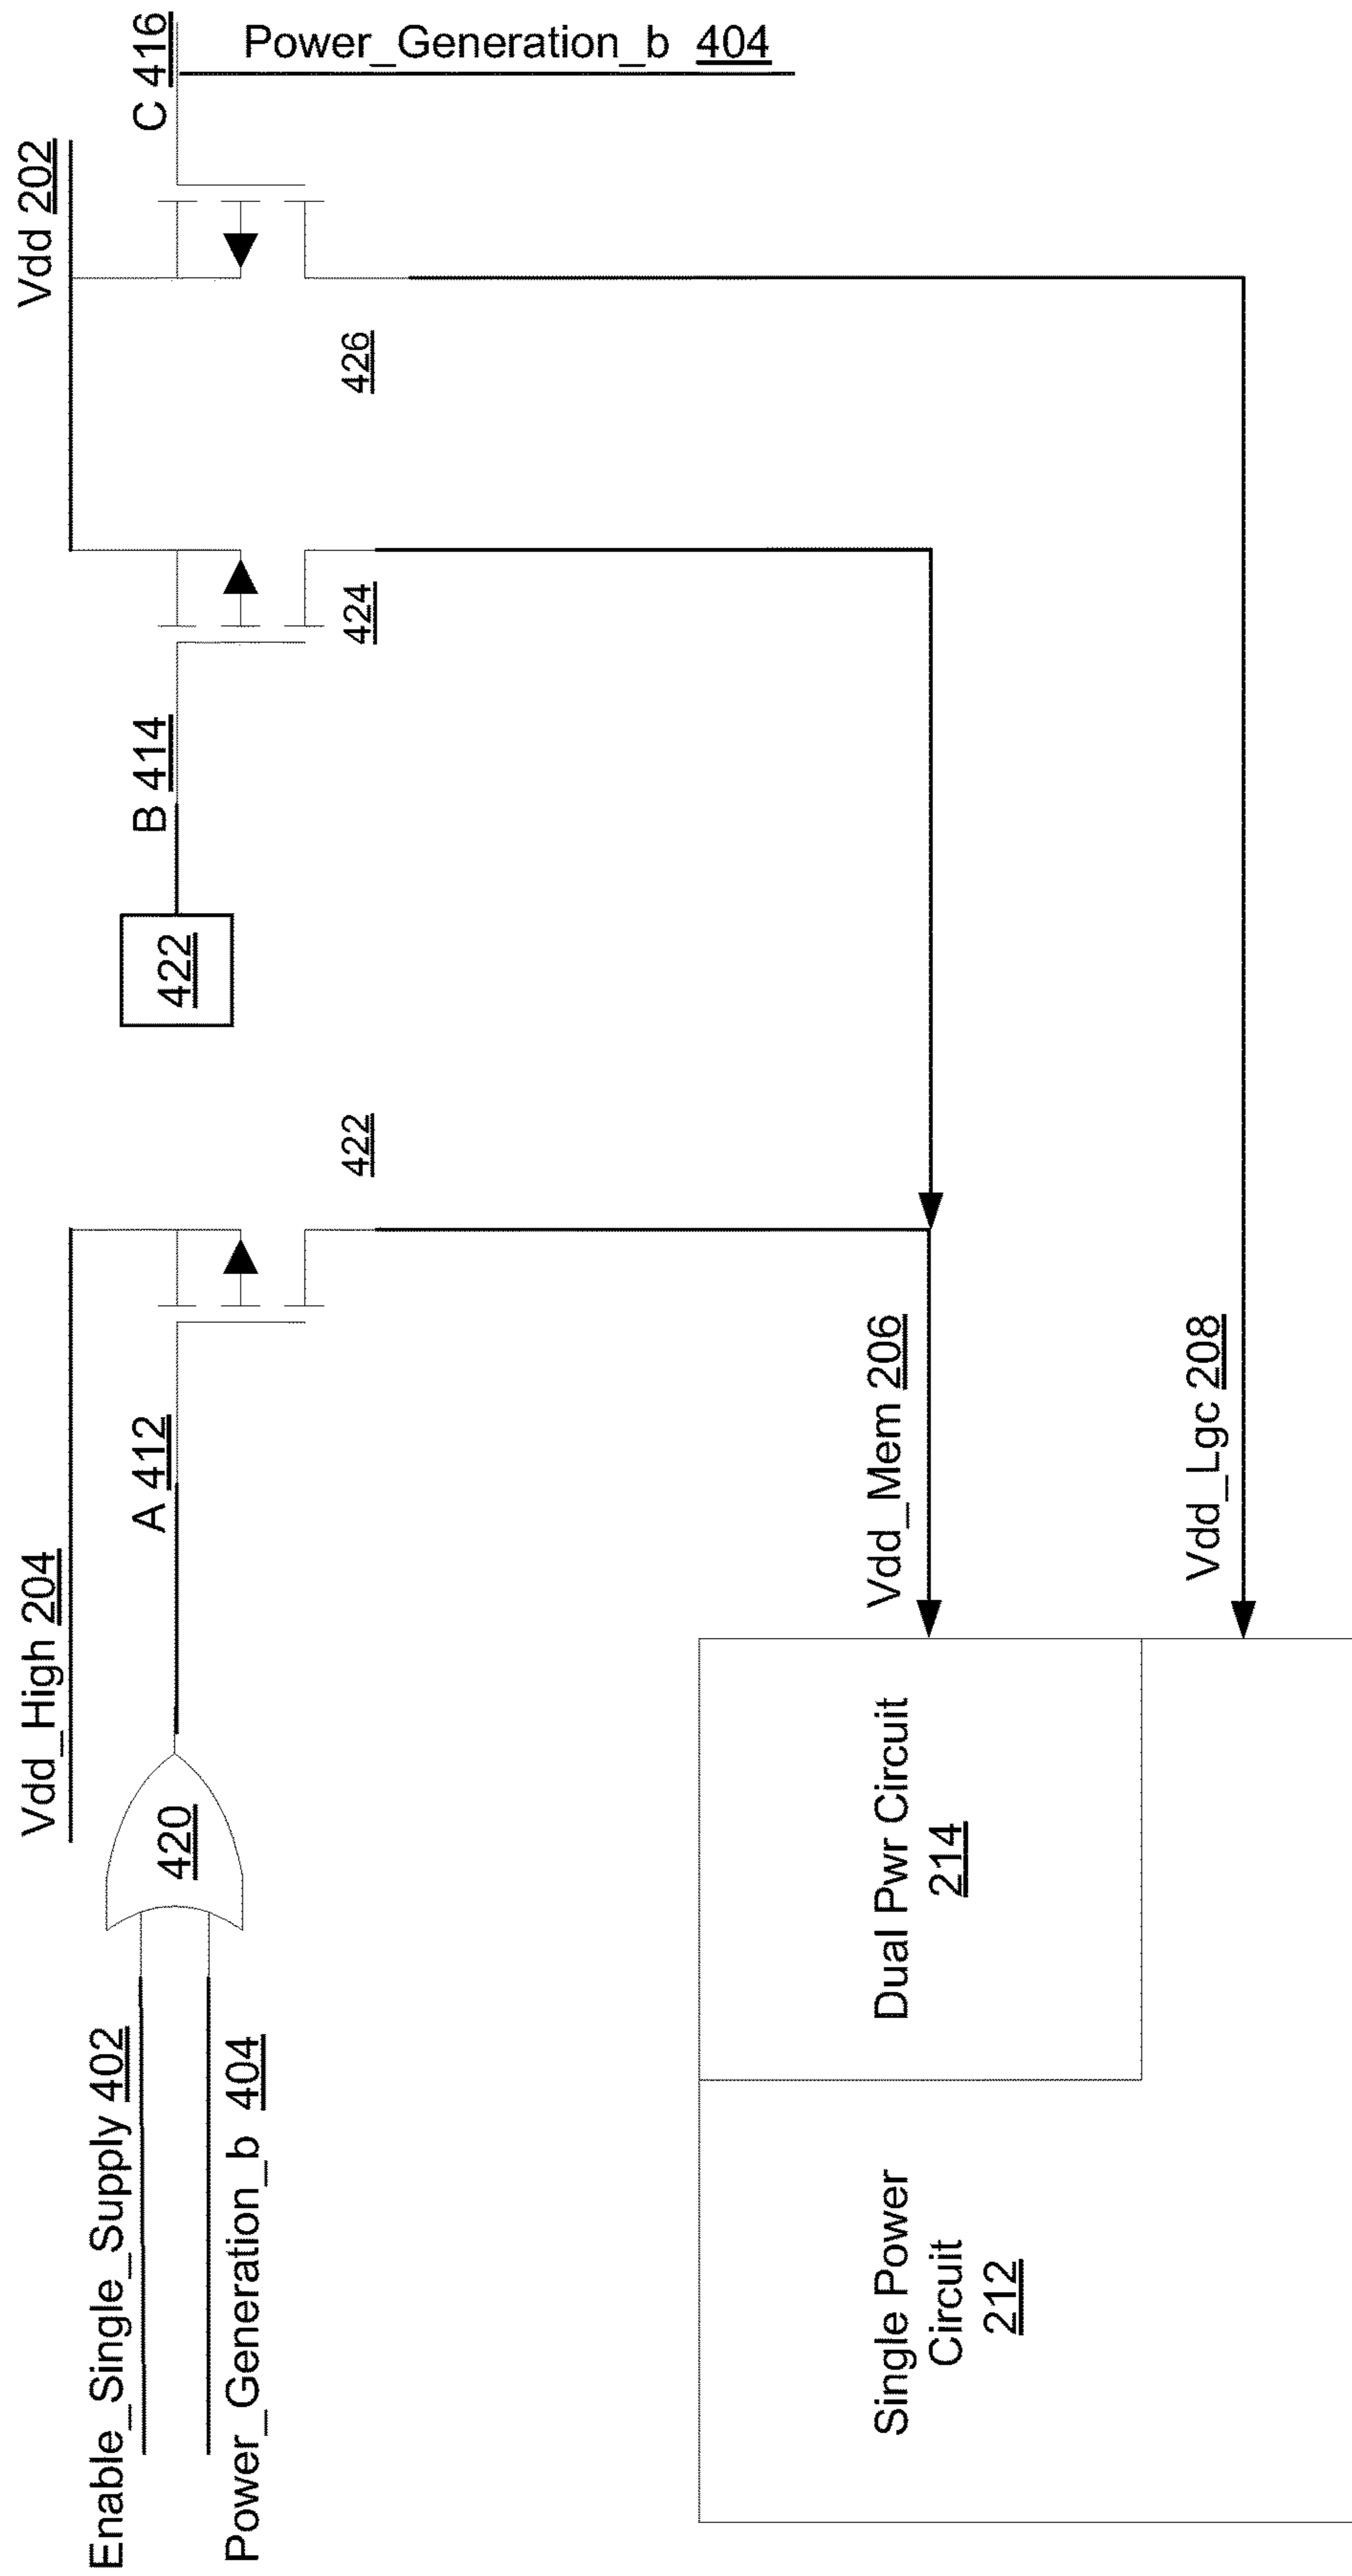 Enable_Single_Supply 402
Power_Generation_b 404
420
Vdd_High 204
A 412
422
422
B 414
424
Vdd 202
426
C 416
Power_Generation_b 404
Single Power
Circuit
212
Dual Pwr Circuit
214
Vdd_Mem 206
Vdd_Lgc 208